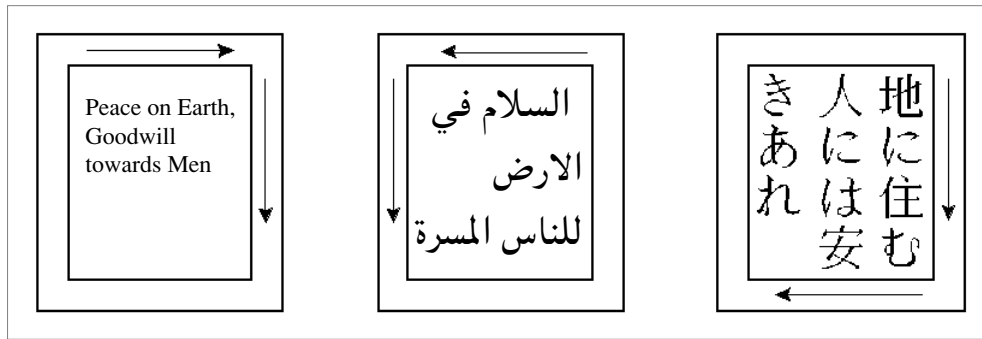 Peace on Earth,
Goodwill
towards Men
السلام في
الارض
للناس المسرة
地に住む
人には安
きあれ